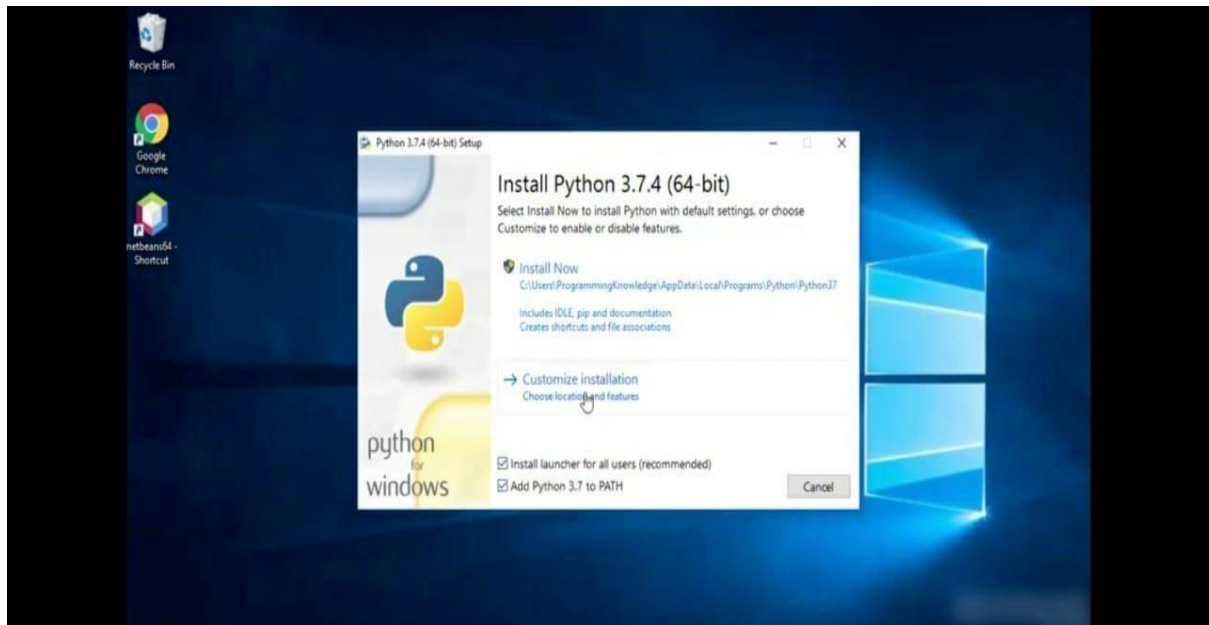 Recycle Bin
Google
Chrome
netbeans64 -
Shortcut
Python 3.7.4 (64-bit) Setup
Install Python 3.7.4 (64-bit)
Select Install Now to install Python with default settings, or choose
Customize to enable or disable features.
Install Now
C:\Users\ProgrammingKnowledge\AppData\Local\Programs\Python\Python37
Includes IDLE, pip and documentation
Creates shortcuts and file associations
Customize installation
Choose location and features
python
for
windows
Install launcher for all users (recommended)
Add Python 3.7 to PATH
Cancel